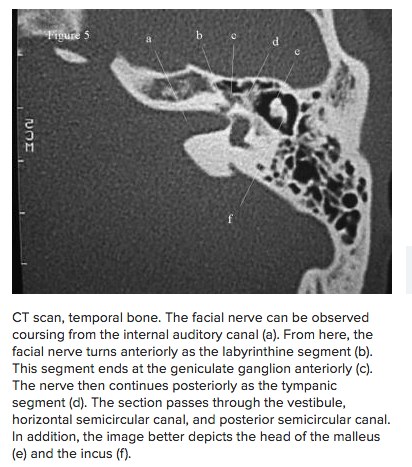 Figure 5
a
b
c
d
e
f
2CM
CT scan, temporal bone. The facial nerve can be observed
coursing from the internal auditory canal (a). From here, the
facial nerve turns anteriorly as the labyrinthine segment (b).
This segment ends at the geniculate ganglion anteriorly (c).
The nerve then continues posteriorly as the tympanic
segment (d). The section passes through the vestibule,
horizontal semicircular canal, and posterior semicircular canal.
In addition, the image better depicts the head of the malleus
(e) and the incus (f).